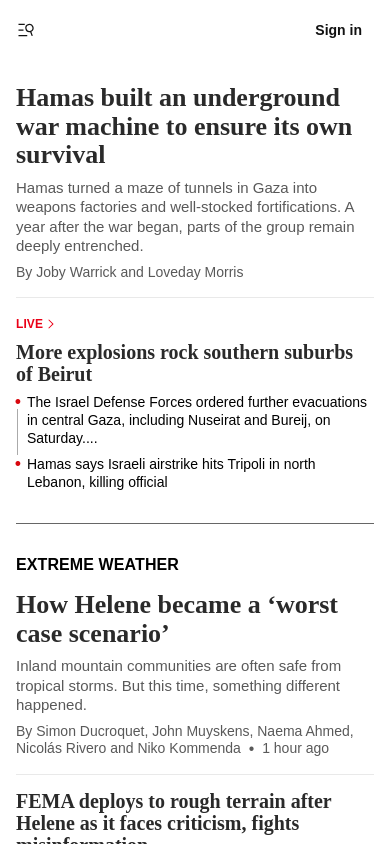 Sign in
Hamas built an underground
war machine to ensure its own
survival
Hamas turned a maze of tunnels in Gaza into
weapons factories and well-stocked fortifications. A
year after the war began, parts of the group remain
deeply entrenched.
By Joby Warrick and Loveday Morris
LIVE
More explosions rock southern suburbs
of Beirut
The Israel Defense Forces ordered further evacuations
in central Gaza, including Nuseirat and Bureij, on
Saturday....
Hamas says Israeli airstrike hits Tripoli in north
Lebanon, killing official
EXTREME WEATHER
How Helene became a ‘worst
case scenario’
Inland mountain communities are often safe from
tropical storms. But this time, something different
happened.
By Simon Ducroquet, John Muyskens, Naema Ahmed,
Nicolás Rivero and Niko Kommenda • 1 hour ago
FEMA deploys to rough terrain after
Helene as it faces criticism, fights
misinformation